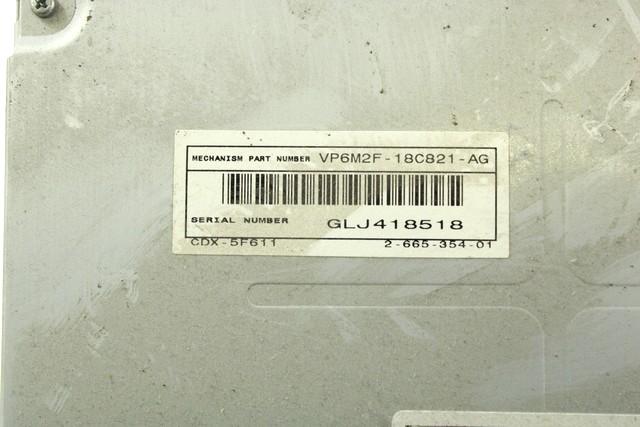 MECHANISM PART NUMBER VP6M2F-18C821-AG
SERIAL NUMBER GLJ418518
CDX-5F611 2-665-354-01